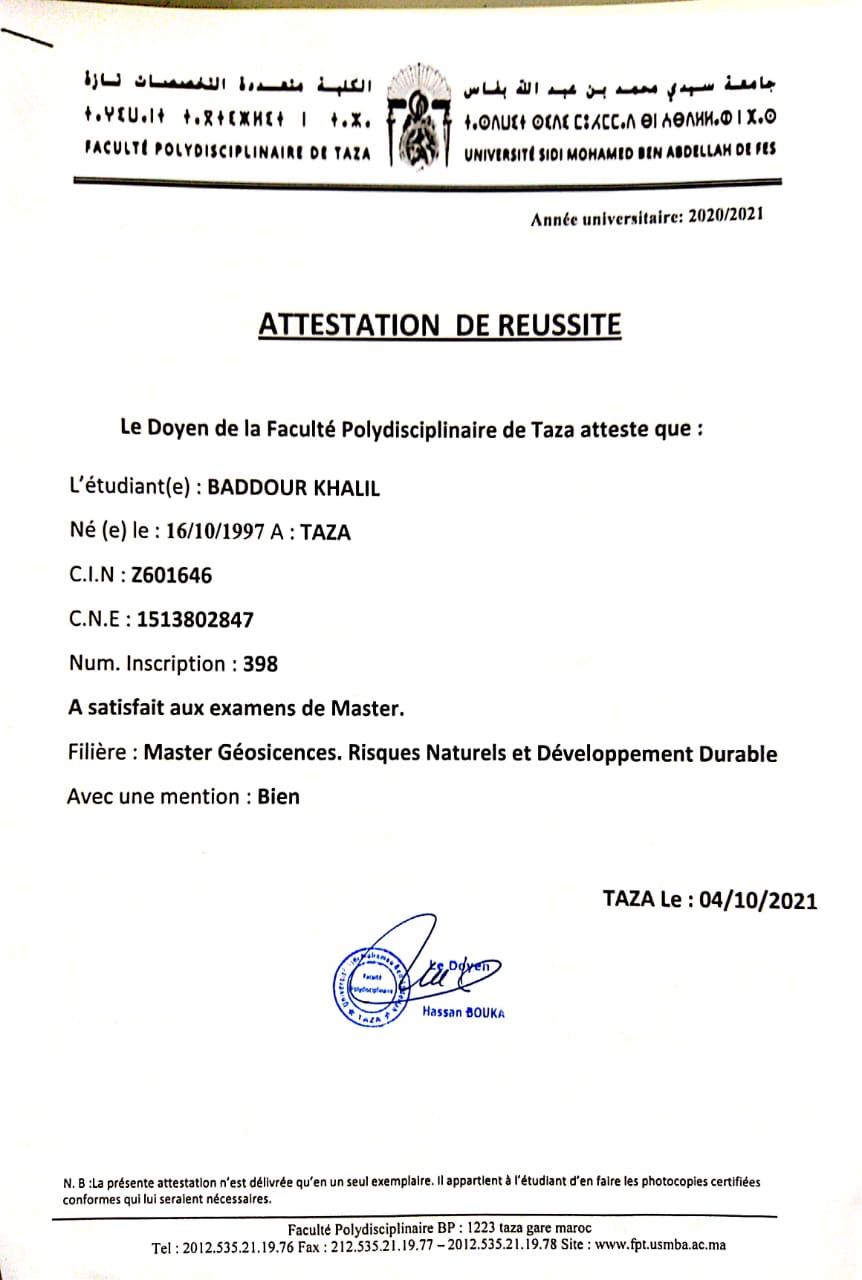 الكلية متعددة التخصصات تازة
ⵜ.ⵖⵉⵡ.ⵏⵜ ⵜ.ⴳⵜⵉⵣⵍⵉⵜ ⵏ ⵜ.ⵣ.
FACULTÉ POLYDISCIPLINAIRE DE TAZA
جامعة سيدي محمد بن عبد الله بفاس
ⵜ.ⵙⴷⵡⵉⵜ ⵙⵉⴷⵉ ⵎⵓⵃⵎⵎ.ⴷ ⴱⵏ ⵄⴱⴷⵍⵍ.ⵀ ⵏ ⴼ.ⵙ
UNIVERSITÉ SIDI MOHAMED BEN ABDELLAH DE FES
Année universitaire: 2020/2021
ATTESTATION DE REUSSITE
Le Doyen de la Faculté Polydisciplinaire de Taza atteste que :
L'étudiant(e) : BADDOUR KHALIL
Né (e) le : 16/10/1997 A : TAZA
C.I.N : Z601646
C.N.E : 1513802847
Num. Inscription : 398
A satisfait aux examens de Master.
Filière : Master Géosicences. Risques Naturels et Développement Durable
Avec une mention : Bien
TAZA Le : 04/10/2021
Le Doyen
Hassan BOUKA
Faculté
Polydisciplinaire
TAZA
N. B :La présente attestation n'est délivrée qu'en un seul exemplaire. Il appartient à l'étudiant d'en faire les photocopies certifiées
conformes qui lui seraient nécessaires.
Faculté Polydisciplinaire BP : 1223 taza gare maroc
Tel : 2012.535.21.19.76 Fax : 212.535.21.19.77 – 2012.535.21.19.78 Site : www.fpt.usmba.ac.ma